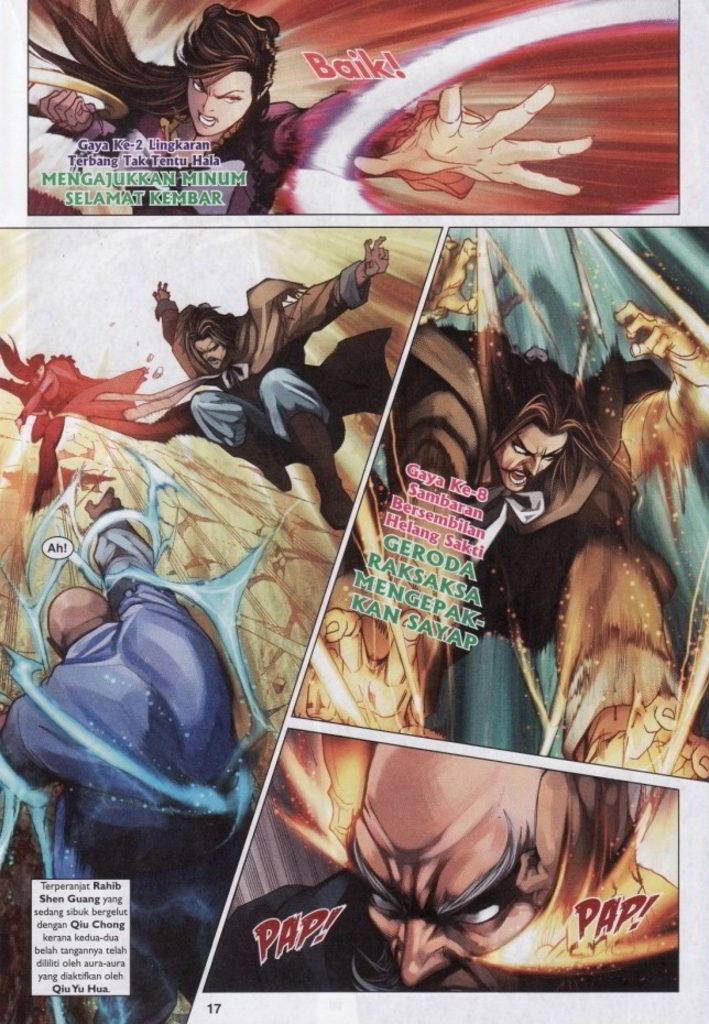 Baik!
Gaya Ke-2 Lingkaran
Terbang Tak Tentu Hala
MENGAJUKKAN MINUM
SELAMAT KEMBAR
Ah!
Gaya Ke-8
Sambaran
Bersembilan
Helang Sakti
GERODA
RAKSAKSA
MENGEPAK-
KAN SAYAP
Terperanjat Rahib
Shen Guang yang
sedang sibuk bergelut
dengan Qiu Chong
kerana kedua-dua
belah tangannya telah
dililiti oleh aura-aura
yang diaktifkan oleh
Qiu Yu Hua.
PAP!
PAP!
17